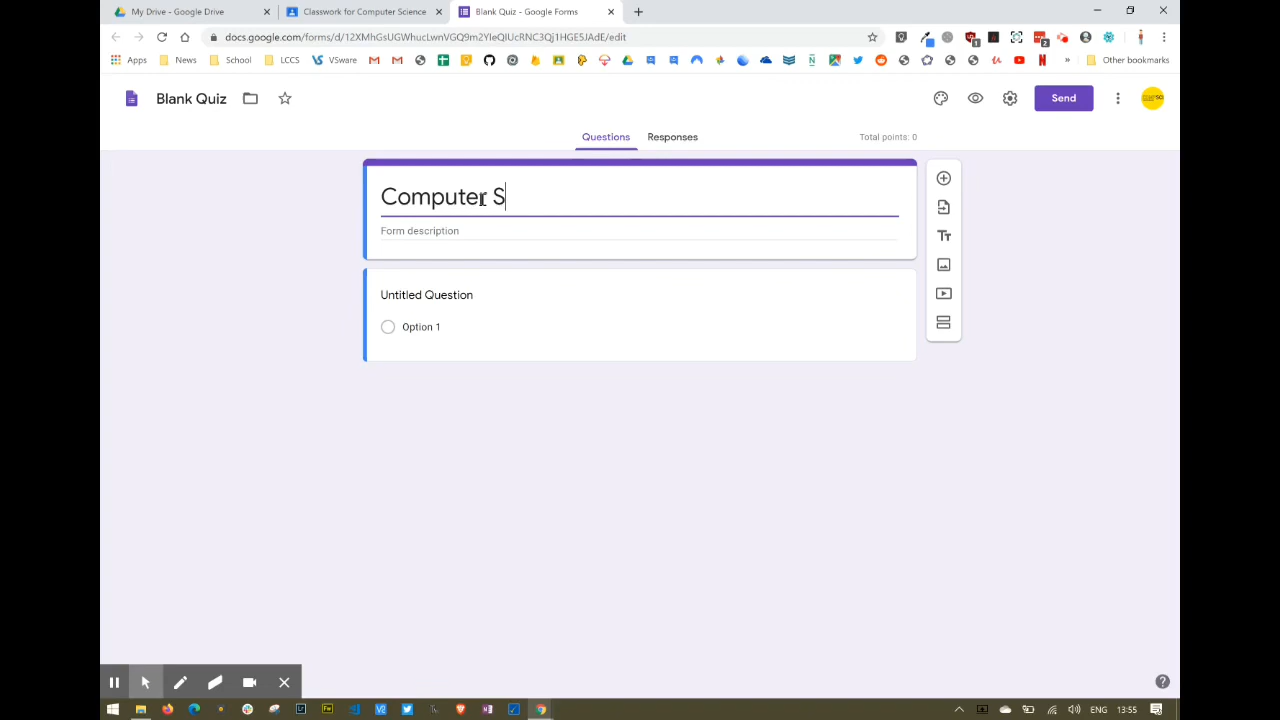 My Drive - Google Drive
Classwork for Computer Science
Blank Quiz - Google Forms
docs.google.com/forms/d/12XMhGsUGWhucLwnVGQ9m2YIeQIUcRNC3Qj1HGE5JAdE/edit
Apps News School LCCS VSware Other bookmarks
Blank Quiz
Send
Questions Responses Total points: 0
Computer S
Form description
Untitled Question
Option 1
ENG 13:55